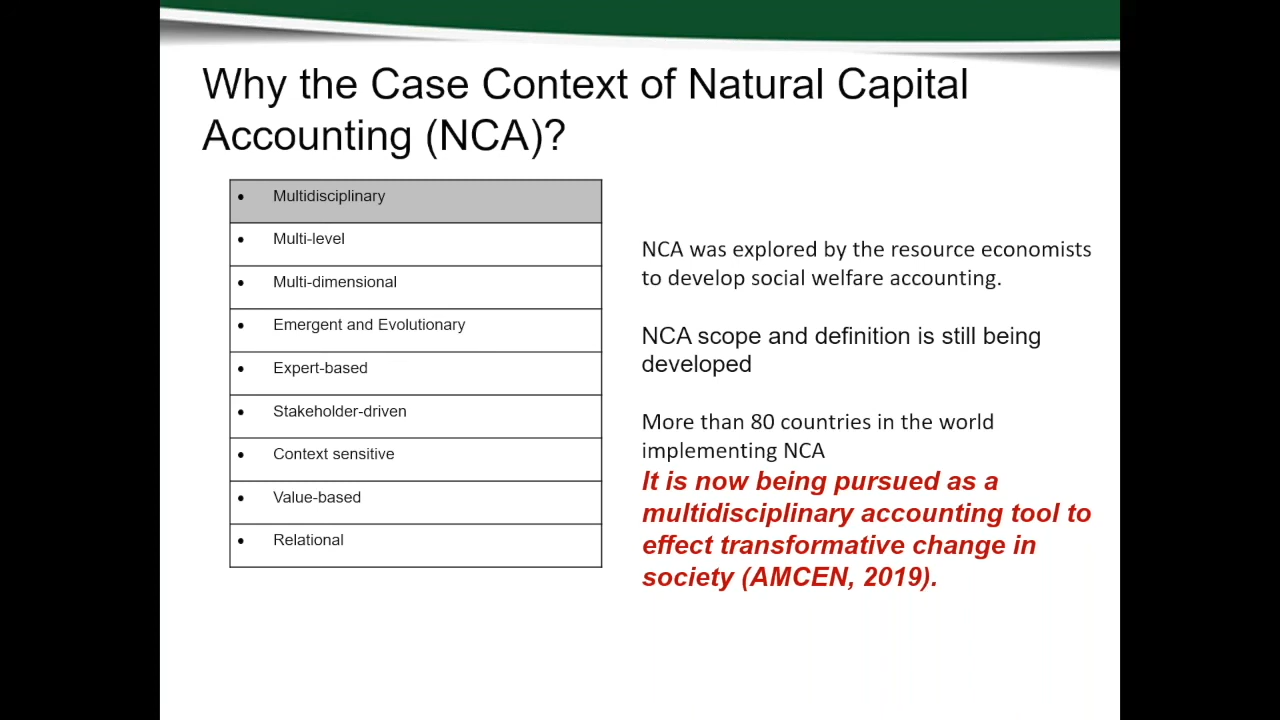 Why the Case Context of Natural Capital
Accounting (NCA)?
• Multidisciplinary
• Multi-level
• Multi-dimensional
• Emergent and Evolutionary
• Expert-based
• Stakeholder-driven
• Context sensitive
• Value-based
• Relational
NCA was explored by the resource economists
to develop social welfare accounting.
NCA scope and definition is still being
developed
More than 80 countries in the world
implementing NCA
It is now being pursued as a
multidisciplinary accounting tool to
effect transformative change in
society (AMCEN, 2019).